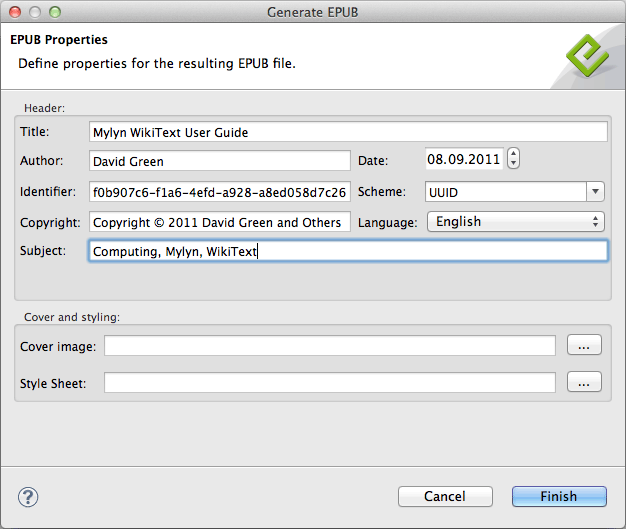 Generate EPUB
EPUB Properties
Define properties for the resulting EPUB file.
Header:
Title: Mylyn WikiText User Guide
Author: David Green Date: 08.09.2011
Identifier: f0b907c6-f1a6-4efd-a928-a8ed058d7c26 Scheme: UUID
Copyright: Copyright © 2011 David Green and Others Language: English
Subject: Computing, Mylyn, WikiText
Cover and styling:
Cover image: ...
Style Sheet: ...
? Cancel Finish